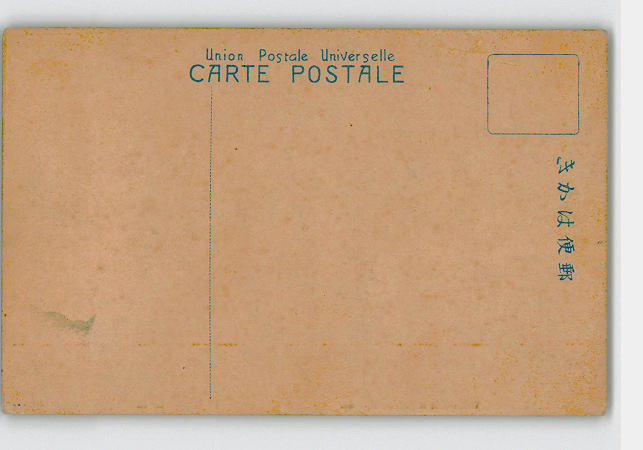 Union Postale Universelle
CARTE POSTALE
郵便はかき